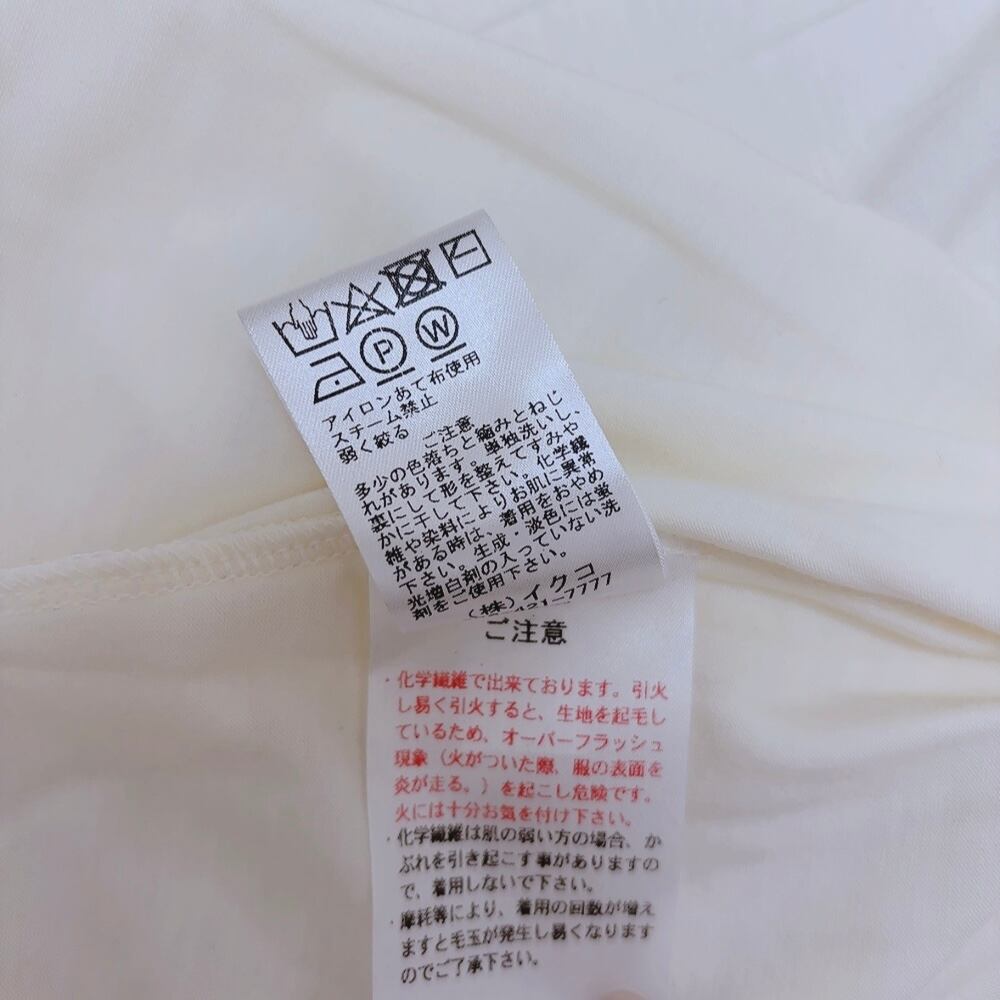 P W
アイロンあて布使用
スチーム禁止
弱く絞る ご注意
多少の色落ちと縮みとねじ
れがあります。単独洗いし、
裏にして形を整えてすみや
かに干して下さい。化学繊
維や染料によりお肌に異常
がある時は、着用をおやめ
下さい。生成・淡色には蛍
光増白剤の入っていない洗
剤をご使用下さい。
(株)イクコ
421-7777
ご注意
・化学繊維で出来ております。引火
し易く引火すると、生地を起毛し
ているため、オーバーフラッシュ
現象（火がついた際、服の表面を
炎が走る。）を起こし危険です。
火には十分お気を付け下さい。
・化学繊維は肌の弱い方の場合、か
ぶれを引き起こす事がありますの
で、着用しないで下さい。
・摩耗等により、着用の回数が増え
ますと毛玉が発生し易くなります
のでご了承下さい。